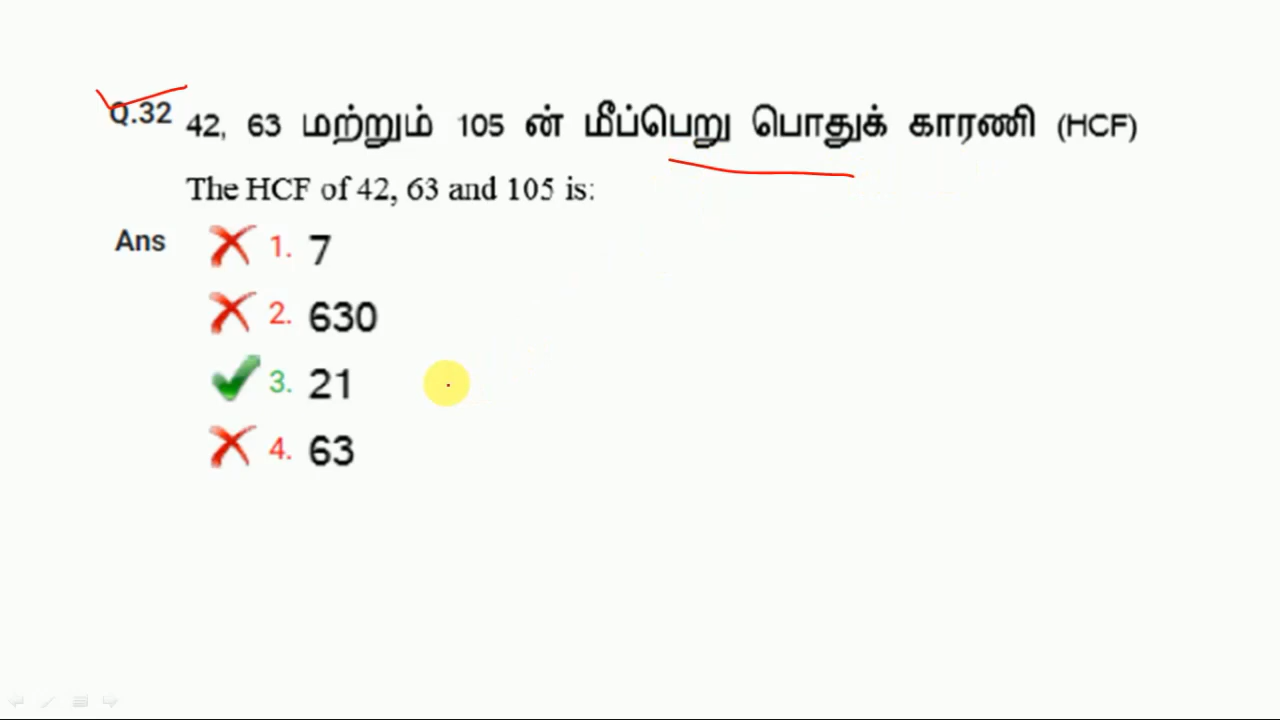 Q.32 42, 63 மற்றும் 105 ன் மீப்பெறு பொதுக் காரணி (HCF)
The HCF of 42, 63 and 105 is:
Ans 1. 7
2. 630
3. 21
4. 63